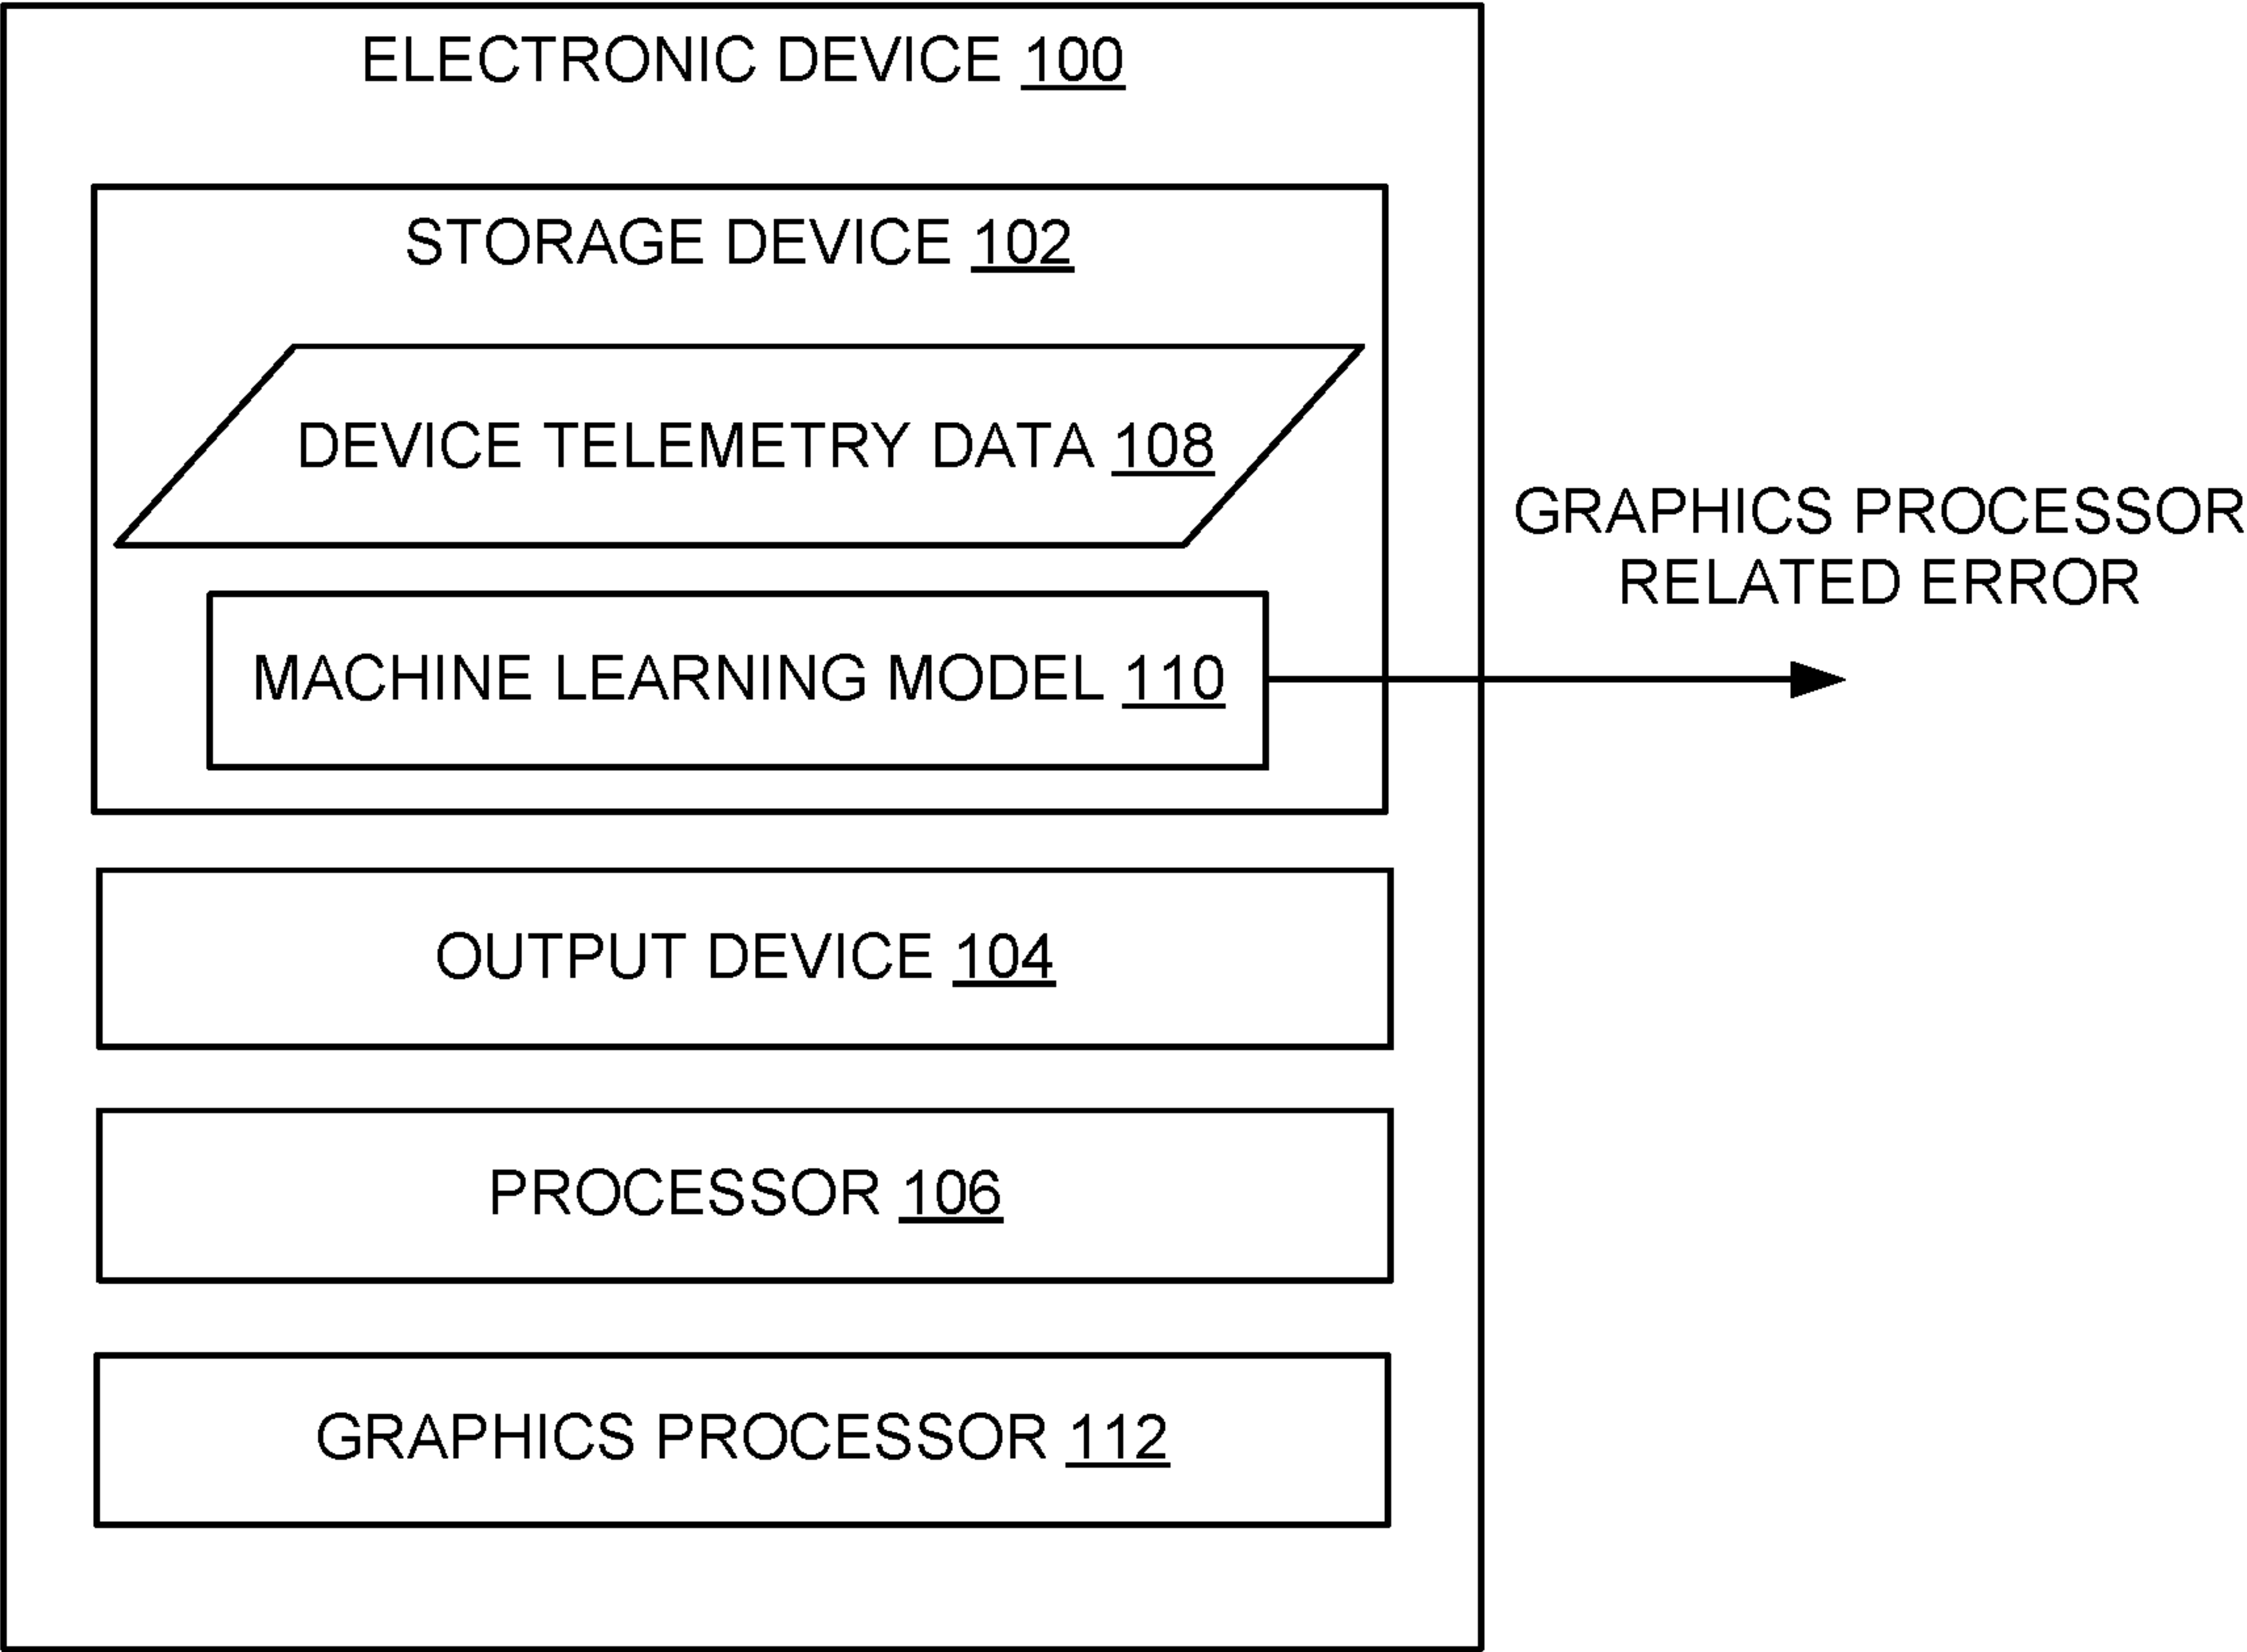 ELECTRONIC DEVICE 100
STORAGE DEVICE 102
DEVICE TELEMETRY DATA 108
GRAPHICS PROCESSOR
RELATED ERROR
MACHINE LEARNING MODEL 110
OUTPUT DEVICE 104
PROCESSOR 106
GRAPHICS PROCESSOR 112